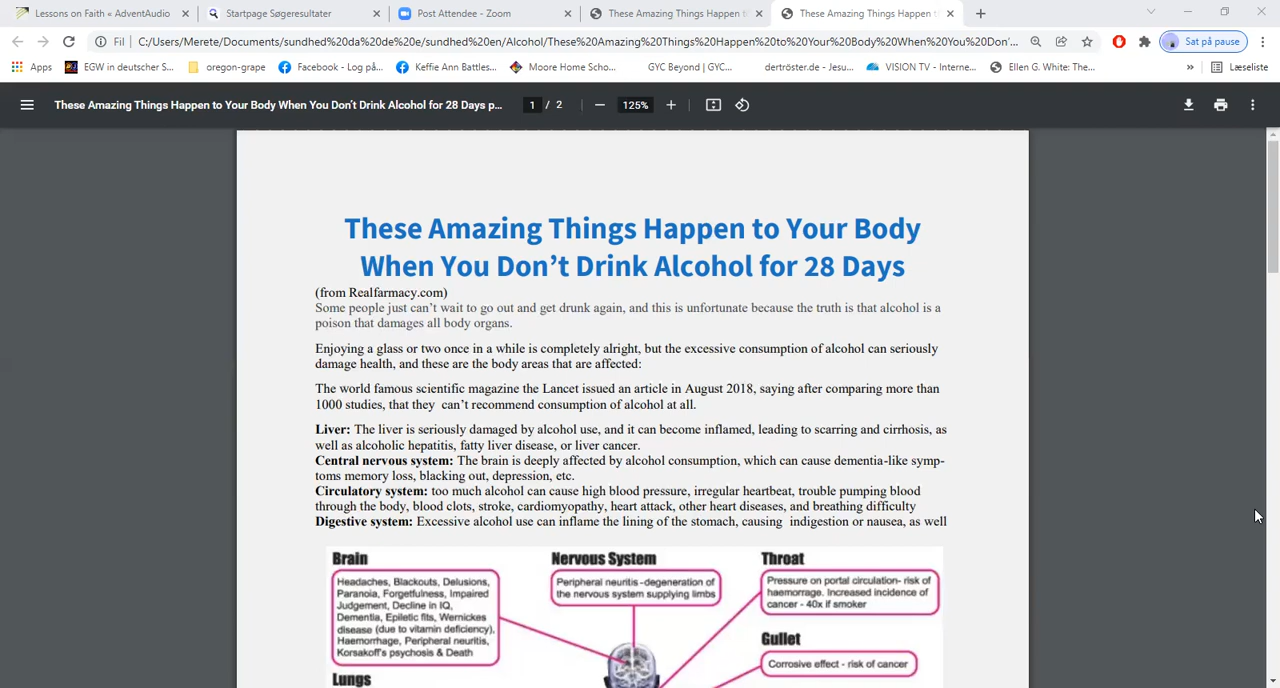 Lessons on Faith « AdventAudio
Startpage Søgeresultater
Post Attendee - Zoom
These Amazing Things Happen t
These Amazing Things Happen t
Fil
C:/Users/Merete/Documents/sundhed%20da%20de%20e/sundhed%20en/Alcohol/These%20Amazing%20Things%20Happen%20to%20Your%20Body%20When%20You%20Don'...
Sat på pause
Apps
EGW in deutscher S...
oregon-grape
Facebook - Log på...
Keffie Ann Battles...
Moore Home Scho...
GYC Beyond | GYC...
dertröster.de - Jesu...
VISION TV - Interne...
Ellen G. White: The...
»
Læseliste
These Amazing Things Happen to Your Body When You Don't Drink Alcohol for 28 Days p...
1 / 2
125%
These Amazing Things Happen to Your Body
When You Don't Drink Alcohol for 28 Days
(from Realfarmacy.com)
Some people just can't wait to go out and get drunk again, and this is unfortunate because the truth is that alcohol is a
poison that damages all body organs.
Enjoying a glass or two once in a while is completely alright, but the excessive consumption of alcohol can seriously
damage health, and these are the body areas that are affected:
The world famous scientific magazine the Lancet issued an article in August 2018, saying after comparing more than
1000 studies, that they can't recommend consumption of alcohol at all.
Liver: The liver is seriously damaged by alcohol use, and it can become inflamed, leading to scarring and cirrhosis, as
well as alcoholic hepatitis, fatty liver disease, or liver cancer.
Central nervous system: The brain is deeply affected by alcohol consumption, which can cause dementia-like symp-
toms memory loss, blacking out, depression, etc.
Circulatory system: too much alcohol can cause high blood pressure, irregular heartbeat, trouble pumping blood
through the body, blood clots, stroke, cardiomyopathy, heart attack, other heart diseases, and breathing difficulty
Digestive system: Excessive alcohol use can inflame the lining of the stomach, causing indigestion or nausea, as well
Brain
Headaches, Blackouts, Delusions,
Paranoia, Forgetfulness, Impaired
Judgement, Decline in IQ,
Dementia, Epiletic fits, Wernickes
disease (due to vitamin deficiency),
Haemorrhage, Peripheral neuritis,
Korsakoff's psychosis & Death
Lungs
Nervous System
Peripheral neuritis -degeneration of
the nervous system supplying limbs
Throat
Pressure on portal circulation- risk of
haemorrage. Increased incidence of
cancer - 40x if smoker
Gullet
Corrosive effect - risk of cancer